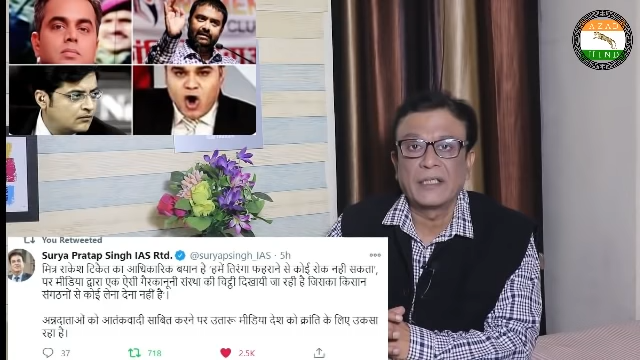 CLUB
AZAD
HIND
You Retweeted
Surya Pratap Singh IAS Rtd. @suryapsingh_IAS · 5h
मित्र राकेश टिकेत का आधिकारिक बयान है 'हमें तिरंगा फहराने से कोई रोक नही सकता',
पर मीडिया द्वारा एक ऐसी गैरकानूनी संस्था की चिट्ठी दिखायी जा रही है जिसका किसान
संगठनों से कोई लेना देना नहीं है।
अन्नदाताओं को आतंकवादी साबित करने पर उतारू मीडिया देश को क्रांति के लिए उकसा
रहा है।
37 718 2.5K